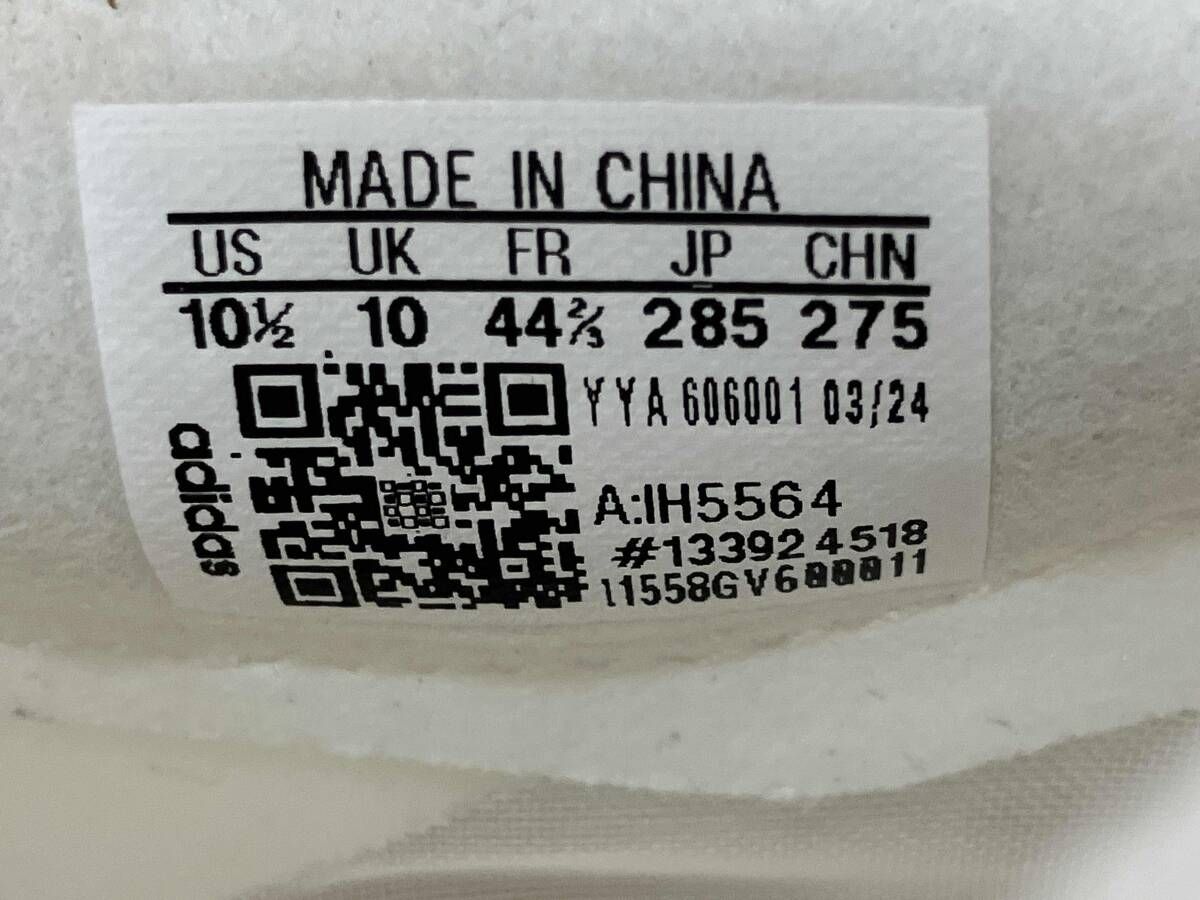 MADE IN CHINA
US UK FR JP CHN
10½ 10 44⅔ 285 275
YYA 606001 03/24
adidas
A:IH5564
#133924518